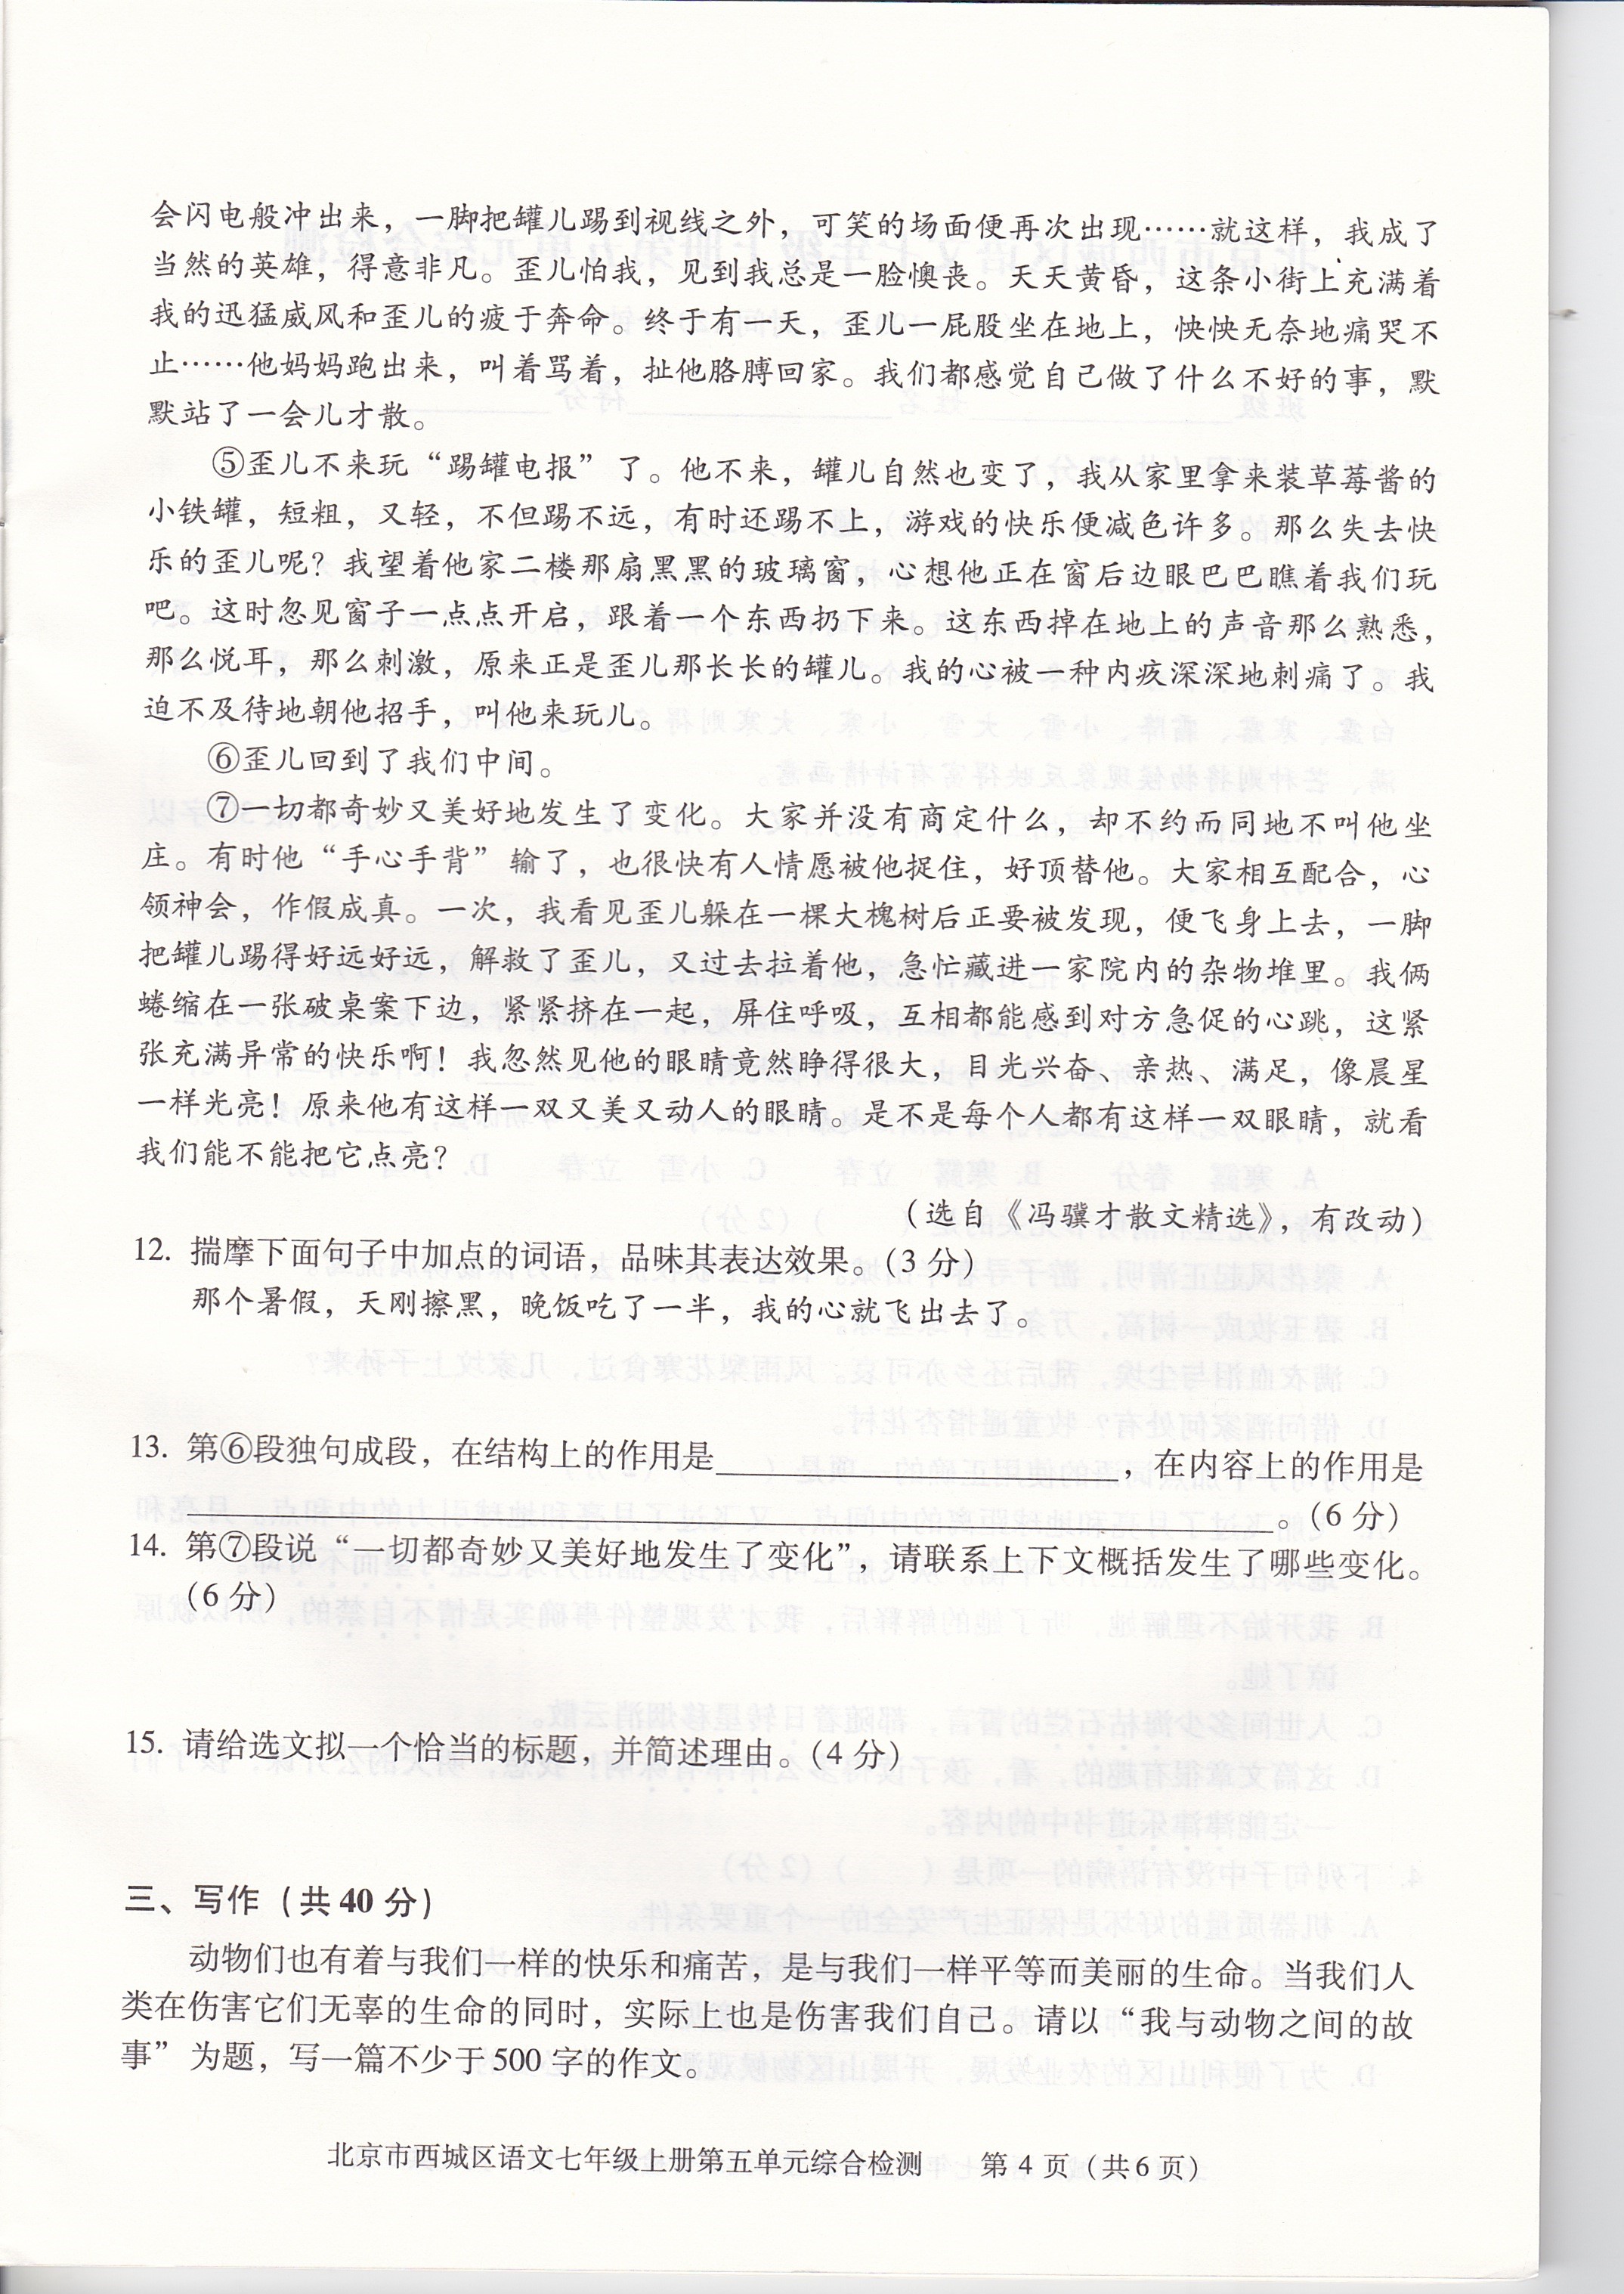 会闪电般冲出来，一脚把罐儿踢到视线之外，可笑的场面便再次出现……就这样，我成了
当然的英雄，得意非凡。歪儿怕我，见到我总是一脸懊丧。天天黄昏，这条小街上充满着
我的迅猛威风和歪儿的疲于奔命。终于有一天，歪儿一屁股坐在地上，怏怏无奈地痛哭不
止……他妈妈跑出来，叫着骂着，扯他胳膊回家。我们都感觉自己做了什么不好的事，默
默站了一会儿才散。
⑤歪儿不来玩“踢罐电报”了。他不来，罐儿自然也变了，我从家里拿来装草莓酱的
小铁罐，短粗，又轻，不但踢不远，有时还踢不上，游戏的快乐便减色许多。那么失去快
乐的歪儿呢？我望着他家二楼那扇黑黑的玻璃窗，心想他正在窗后边眼巴巴瞧着我们玩
吧。这时忽见窗子一点点开启，跟着一个东西扔下来。这东西掉在地上的声音那么熟悉，
那么悦耳，那么刺激，原来正是歪儿那长长的罐儿。我的心被一种内疚深深地刺痛了。我
迫不及待地朝他招手，叫他来玩儿。
⑥歪儿回到了我们中间。
⑦一切都奇妙又美好地发生了变化。大家并没有商定什么，却不约而同地不叫他坐
庄。有时他“手心手背”输了，也很快有人情愿被他捉住，好顶替他。大家相互配合，心
领神会，作假成真。一次，我看见歪儿躲在一棵大槐树后正要被发现，便飞身上去，一脚
把罐儿踢得好远好远，解救了歪儿，又过去拉着他，急忙藏进一家院内的杂物堆里。我俩
蜷缩在一张破桌案下边，紧紧挤在一起，屏住呼吸，互相都能感到对方急促的心跳，这紧
张充满异常的快乐啊！我忽然见他的眼睛竟然睁得很大，目光兴奋、亲热、满足，像晨星
一样光亮！原来他有这样一双又美又动人的眼睛。是不是每个人都有这样一双眼睛，就看
我们能不能把它点亮？
（选自《冯骥才散文精选》，有改动）
12. 揣摩下面句子中加点的词语，品味其表达效果。（3 分）
那个暑假，天刚擦黑，晚饭吃了一半，我的心就飞出去了。
13. 第⑥段独句成段，在结构上的作用是________________，在内容上的作用是
________________。（6 分）
14. 第⑦段说“一切都奇妙又美好地发生了变化”，请联系上下文概括发生了哪些变化。
（6 分）
15. 请给选文拟一个恰当的标题，并简述理由。（4 分）
三、写作（共 40 分）
动物们也有着与我们一样的快乐和痛苦，是与我们一样平等而美丽的生命。当我们人
类在伤害它们无辜的生命的同时，实际上也是伤害我们自己。请以“我与动物之间的故
事”为题，写一篇不少于 500 字的作文。
北京市西城区语文七年级上册第五单元综合检测　第 4 页（共 6 页）